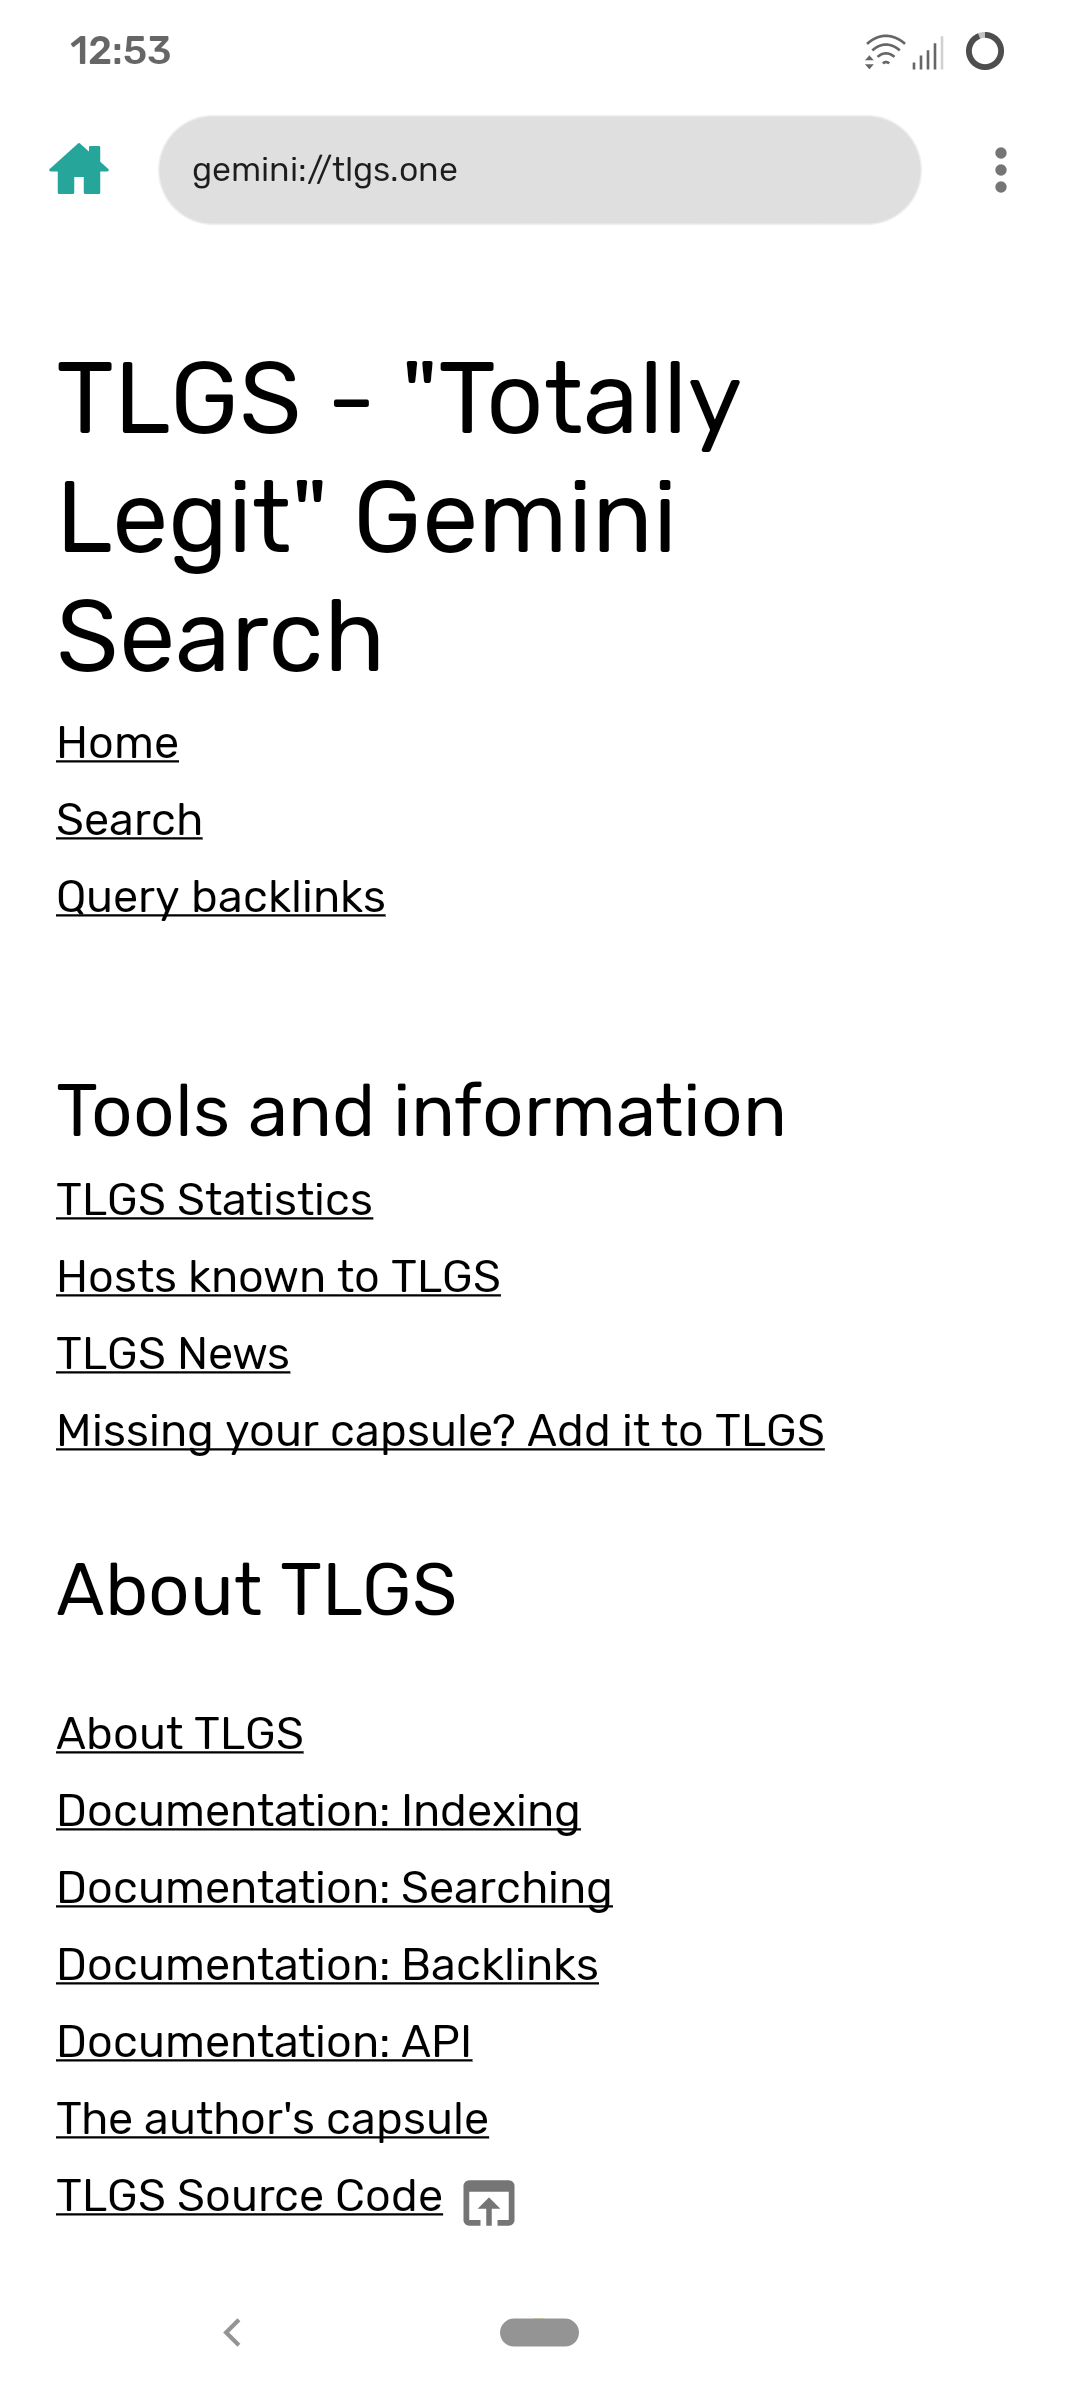 12:53
gemini://tlgs.one
TLGS - "Totally
Legit" Gemini
Search
Home
Search
Query backlinks
Tools and information
TLGS Statistics
Hosts known to TLGS
TLGS News
Missing your capsule? Add it to TLGS
About TLGS
About TLGS
Documentation: Indexing
Documentation: Searching
Documentation: Backlinks
Documentation: API
The author's capsule
TLGS Source Code